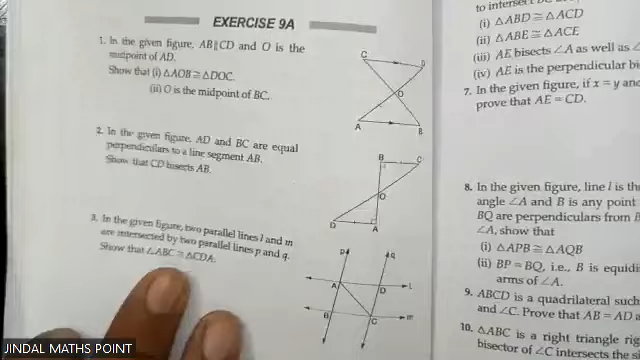 EXERCISE 9A
1. In the given figure, AB∥CD and O is the
midpoint of AD.
Show that (i) △AOB ≅ △DOC.
(ii) O is the midpoint of BC.
C
D
O
A
B
2. In the given figure, AD and BC are equal
perpendiculars to a line segment AB.
Show that CD bisects AB.
B
C
O
D
A
3. In the given figure, two parallel lines l and m
are intersected by two parallel lines p and q.
Show that △ABC ≅ △CDA.
p
q
A
D
l
B
C
m
to intersect
(i) △ABD ≅ △ACD
(ii) △ABE ≅ △ACE
(iii) AE bisects ∠A as well as ∠
(iv) AE is the perpendicular bi
7. In the given figure, if x = y and
prove that AE = CD.
8. In the given figure, line l is the
angle ∠A and B is any point
BQ are perpendiculars from B
∠A, show that
(i) △APB ≅ △AQB
(ii) BP = BQ, i.e., B is equidi
arms of ∠A.
9. ABCD is a quadrilateral such
and ∠C. Prove that AB = AD a
10. △ABC is a right triangle rig
bisector of ∠C intersects the s
JINDAL MATHS POINT